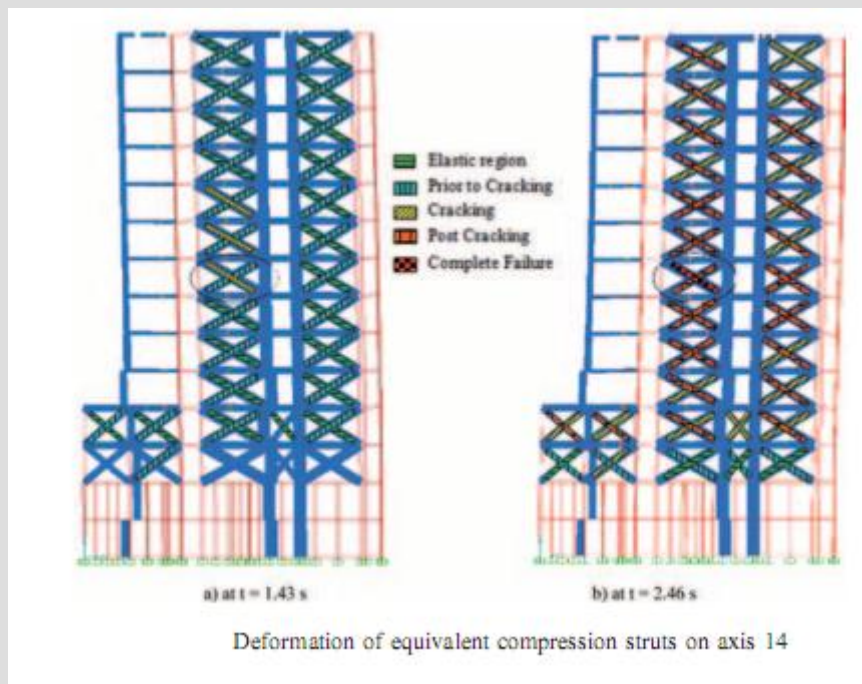 Elastic region
Prior to Cracking
Cracking
Post Cracking
Complete Failure
a) at t = 1.43 s
b) at t = 2.46 s
Deformation of equivalent compression struts on axis 14